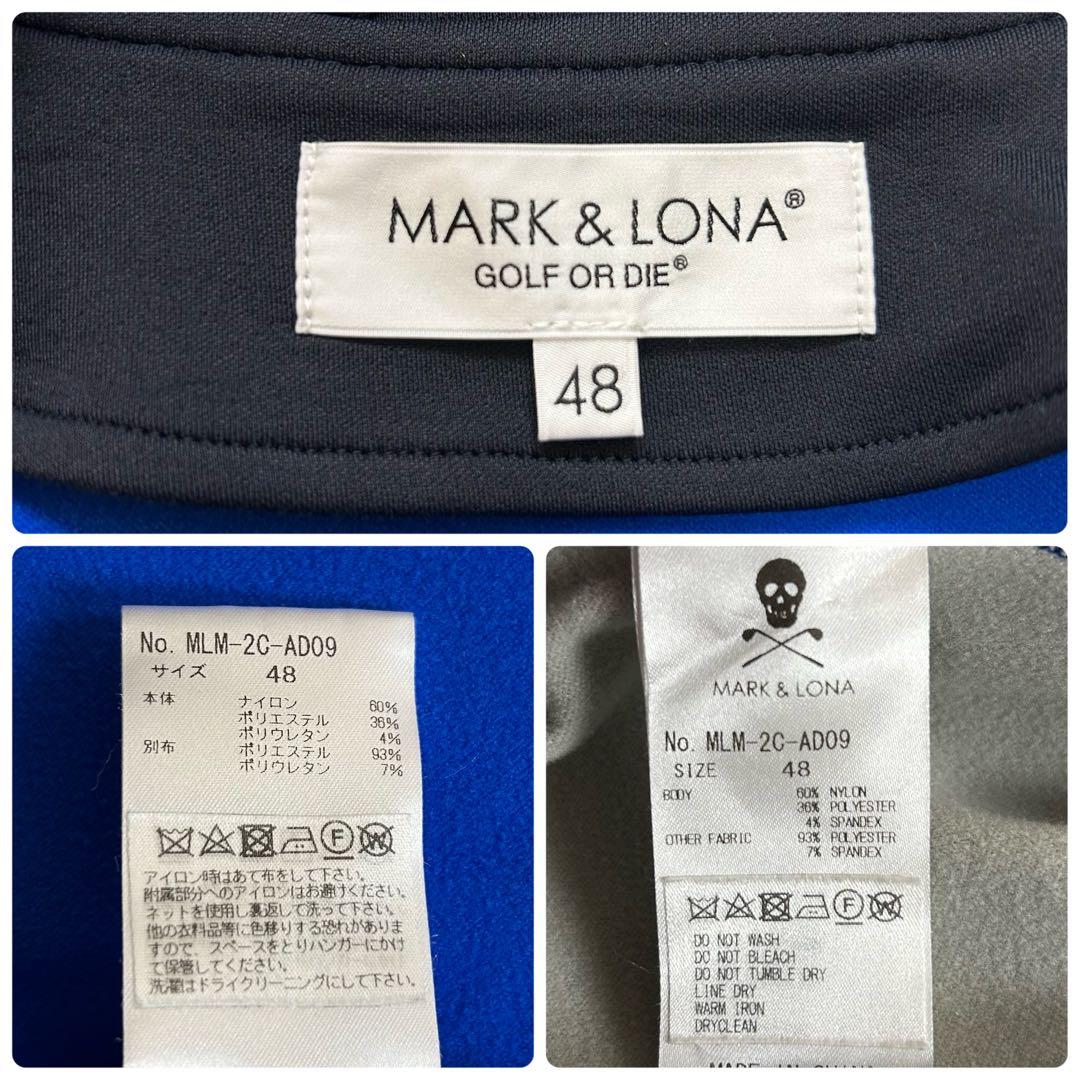 MARK & LONA®
GOLF OR DIE®
48
No. MLM-2C-AD09
サイズ 48
本体 ナイロン 60%
ポリエステル 36%
ポリウレタン 4%
別布 ポリエステル 93%
ポリウレタン 7%
F W
アイロン時はあて布をして下さい。
附属部分へのアイロンはお避けください。
ネットを使用し裏返して洗って下さい。
他の衣料品等に色移りする恐れがありま
すので、スペースをとりハンガーにかけ
て保管してください。
洗濯はドライクリーニングにして下さい。
MARK & LONA
No. MLM-2C-AD09
SIZE 48
BODY 60% NYLON
36% POLYESTER
4% SPANDEX
OTHER FABRIC 93% POLYESTER
7% SPANDEX
F W
DO NOT WASH
DO NOT BLEACH
DO NOT TUMBLE DRY
LINE DRY
WARM IRON
DRYCLEAN
MADE IN CHINA